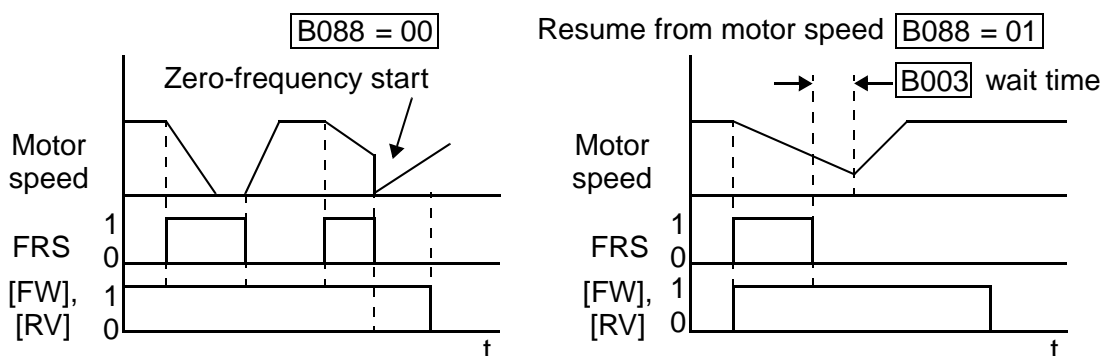 B088 = 00
Zero-frequency start
Motor
speed
FRS
1
0
[FW],
[RV]
1
0
t
Resume from motor speed B088 = 01
B003 wait time
Motor
speed
FRS
1
0
[FW],
[RV]
1
0
t